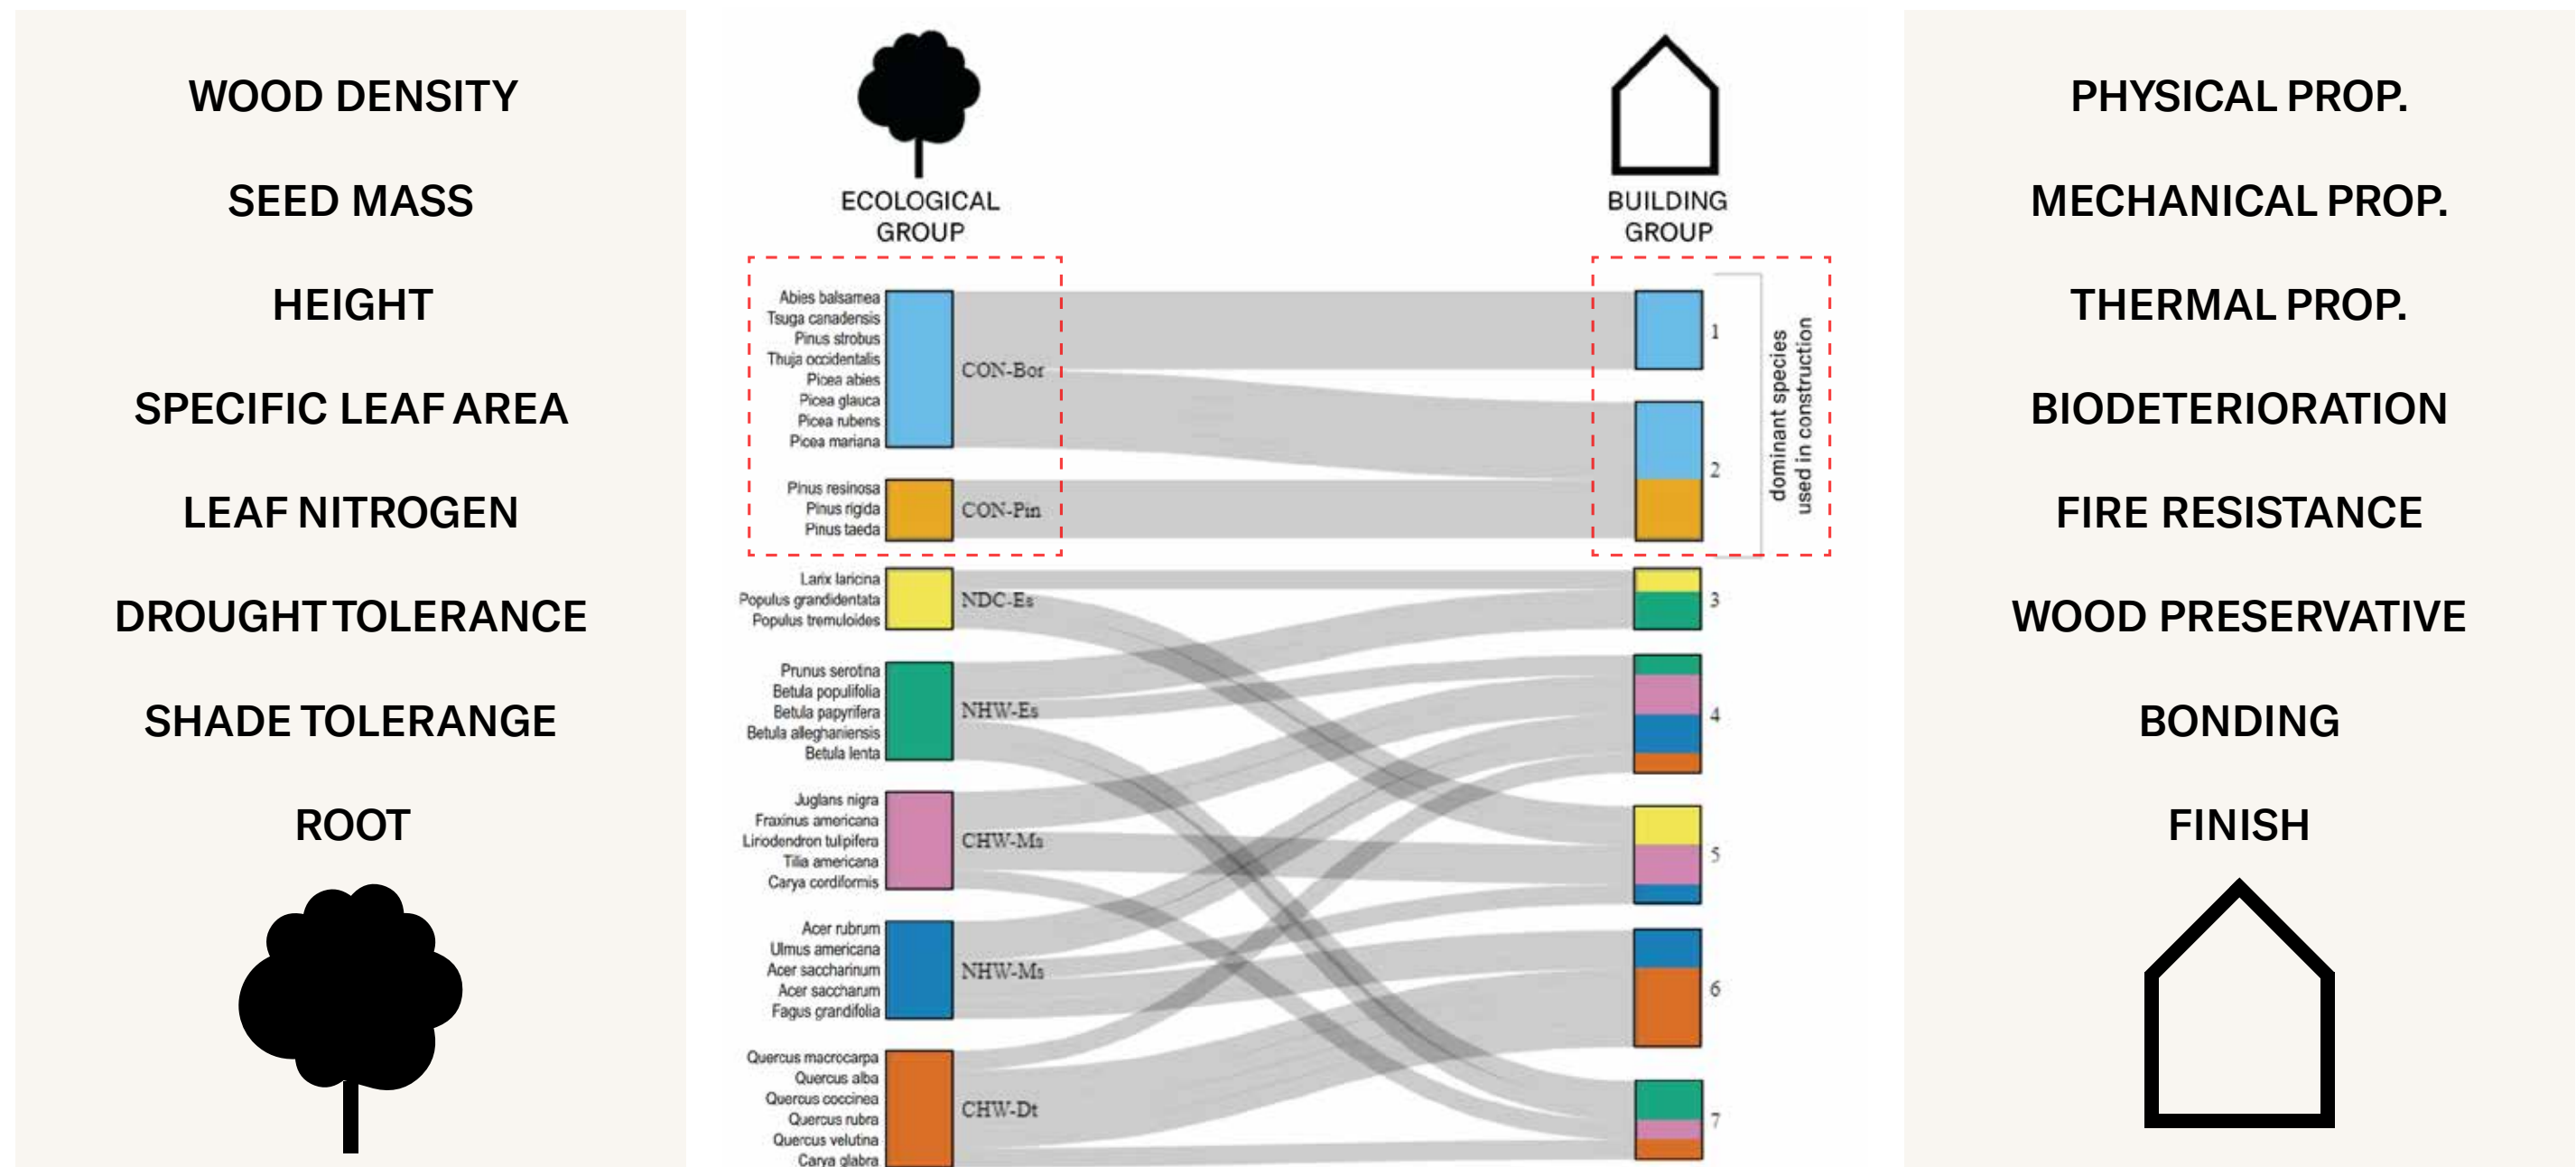 WOOD DENSITY
SEED MASS
HEIGHT
SPECIFIC LEAF AREA
LEAF NITROGEN
DROUGHT TOLERANCE
SHADE TOLERANGE
ROOT
ECOLOGICAL
GROUP
BUILDING
GROUP
Abies balsamea
Tsuga canadensis
Pinus strobus
Thuja occidentalis
Picea abies
Picea glauca
Picea rubens
Picea mariana
CON-Bor
Pinus resinosa
Pinus rigida
Pinus taeda
CON-Pin
Larix laricina
Populus grandidentata
Populus tremuloides
NDC-Es
Prunus serotina
Betula populifolia
Betula papyrifera
Betula alleghaniensis
Betula lenta
NHW-Es
Juglans nigra
Fraxinus americana
Liriodendron tulipifera
Tilia americana
Carya cordiformis
CHW-Ms
Acer rubrum
Ulmus americana
Acer saccharinum
Acer saccharum
Fagus grandifolia
NHW-Ms
Quercus macrocarpa
Quercus alba
Quercus coccinea
Quercus rubra
Quercus velutina
Carya glabra
CHW-Dt
1
2
3
4
5
6
7
dominant species
used in construction
PHYSICAL PROP.
MECHANICAL PROP.
THERMAL PROP.
BIODETERIORATION
FIRE RESISTANCE
WOOD PRESERVATIVE
BONDING
FINISH